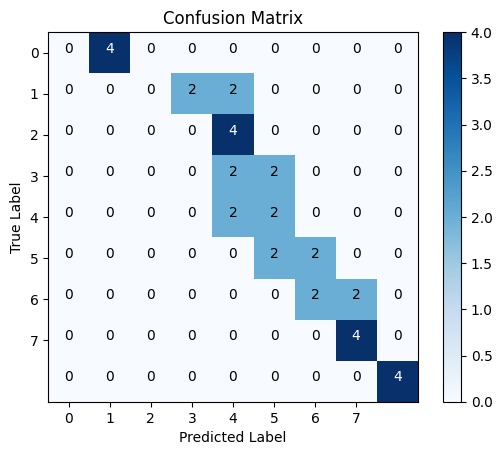 Confusion Matrix
0 0 4 0 0 0 0 0 0 0
1 0 0 0 2 2 0 0 0 0
2 0 0 0 0 4 0 0 0 0
3 0 0 0 0 2 2 0 0 0
4 0 0 0 0 2 2 0 0 0
5 0 0 0 0 0 2 2 0 0
6 0 0 0 0 0 0 2 2 0
7 0 0 0 0 0 0 0 4 0
0 0 0 0 0 0 0 0 4
0 1 2 3 4 5 6 7
Predicted Label
True Label
4.0
3.5
3.0
2.5
2.0
1.5
1.0
0.5
0.0